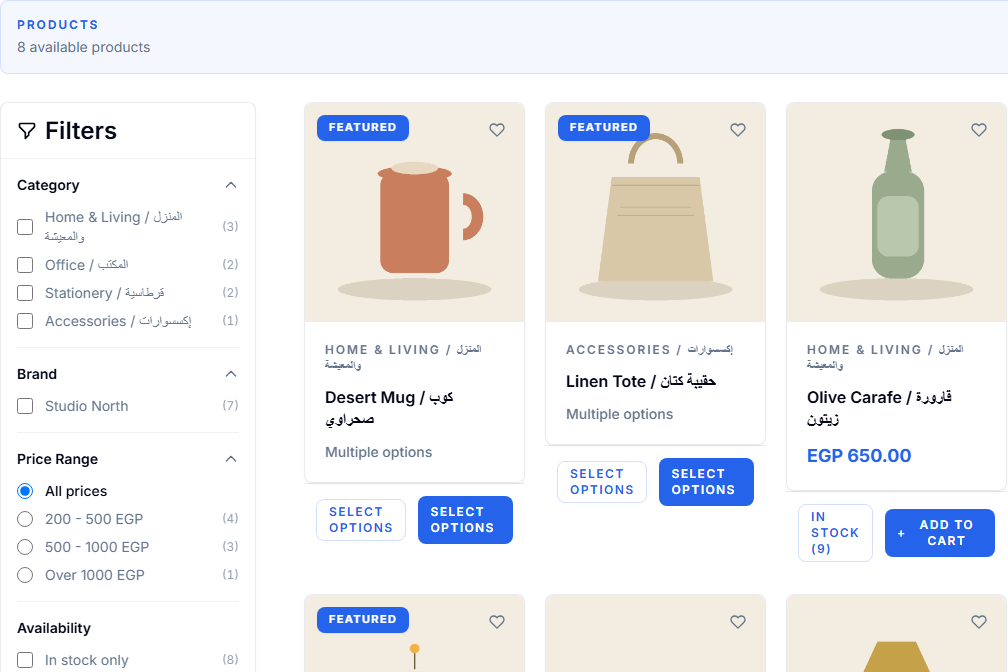 PRODUCTS
8 available products
Filters
Category
Home & Living / المنزل
والمعيشة
(3)
Office / المكتب (2)
Stationery / قرطاسية (2)
Accessories / إكسسوارات (1)
Brand
Studio North (7)
Price Range
All prices
200 - 500 EGP (4)
500 - 1000 EGP (3)
Over 1000 EGP (1)
Availability
In stock only (8)
FEATURED
HOME & LIVING / المنزل
والمعيشة
Desert Mug / كوب
صحراوي
Multiple options
SELECT
OPTIONS
SELECT
OPTIONS
FEATURED
ACCESSORIES / إكسسوارات
Linen Tote / حقيبة كتان
Multiple options
SELECT
OPTIONS
SELECT
OPTIONS
HOME & LIVING / المنزل
والمعيشة
Olive Carafe / قارورة
زيتون
EGP 650.00
IN
STOCK
(9)
+ ADD TO
CART
FEATURED